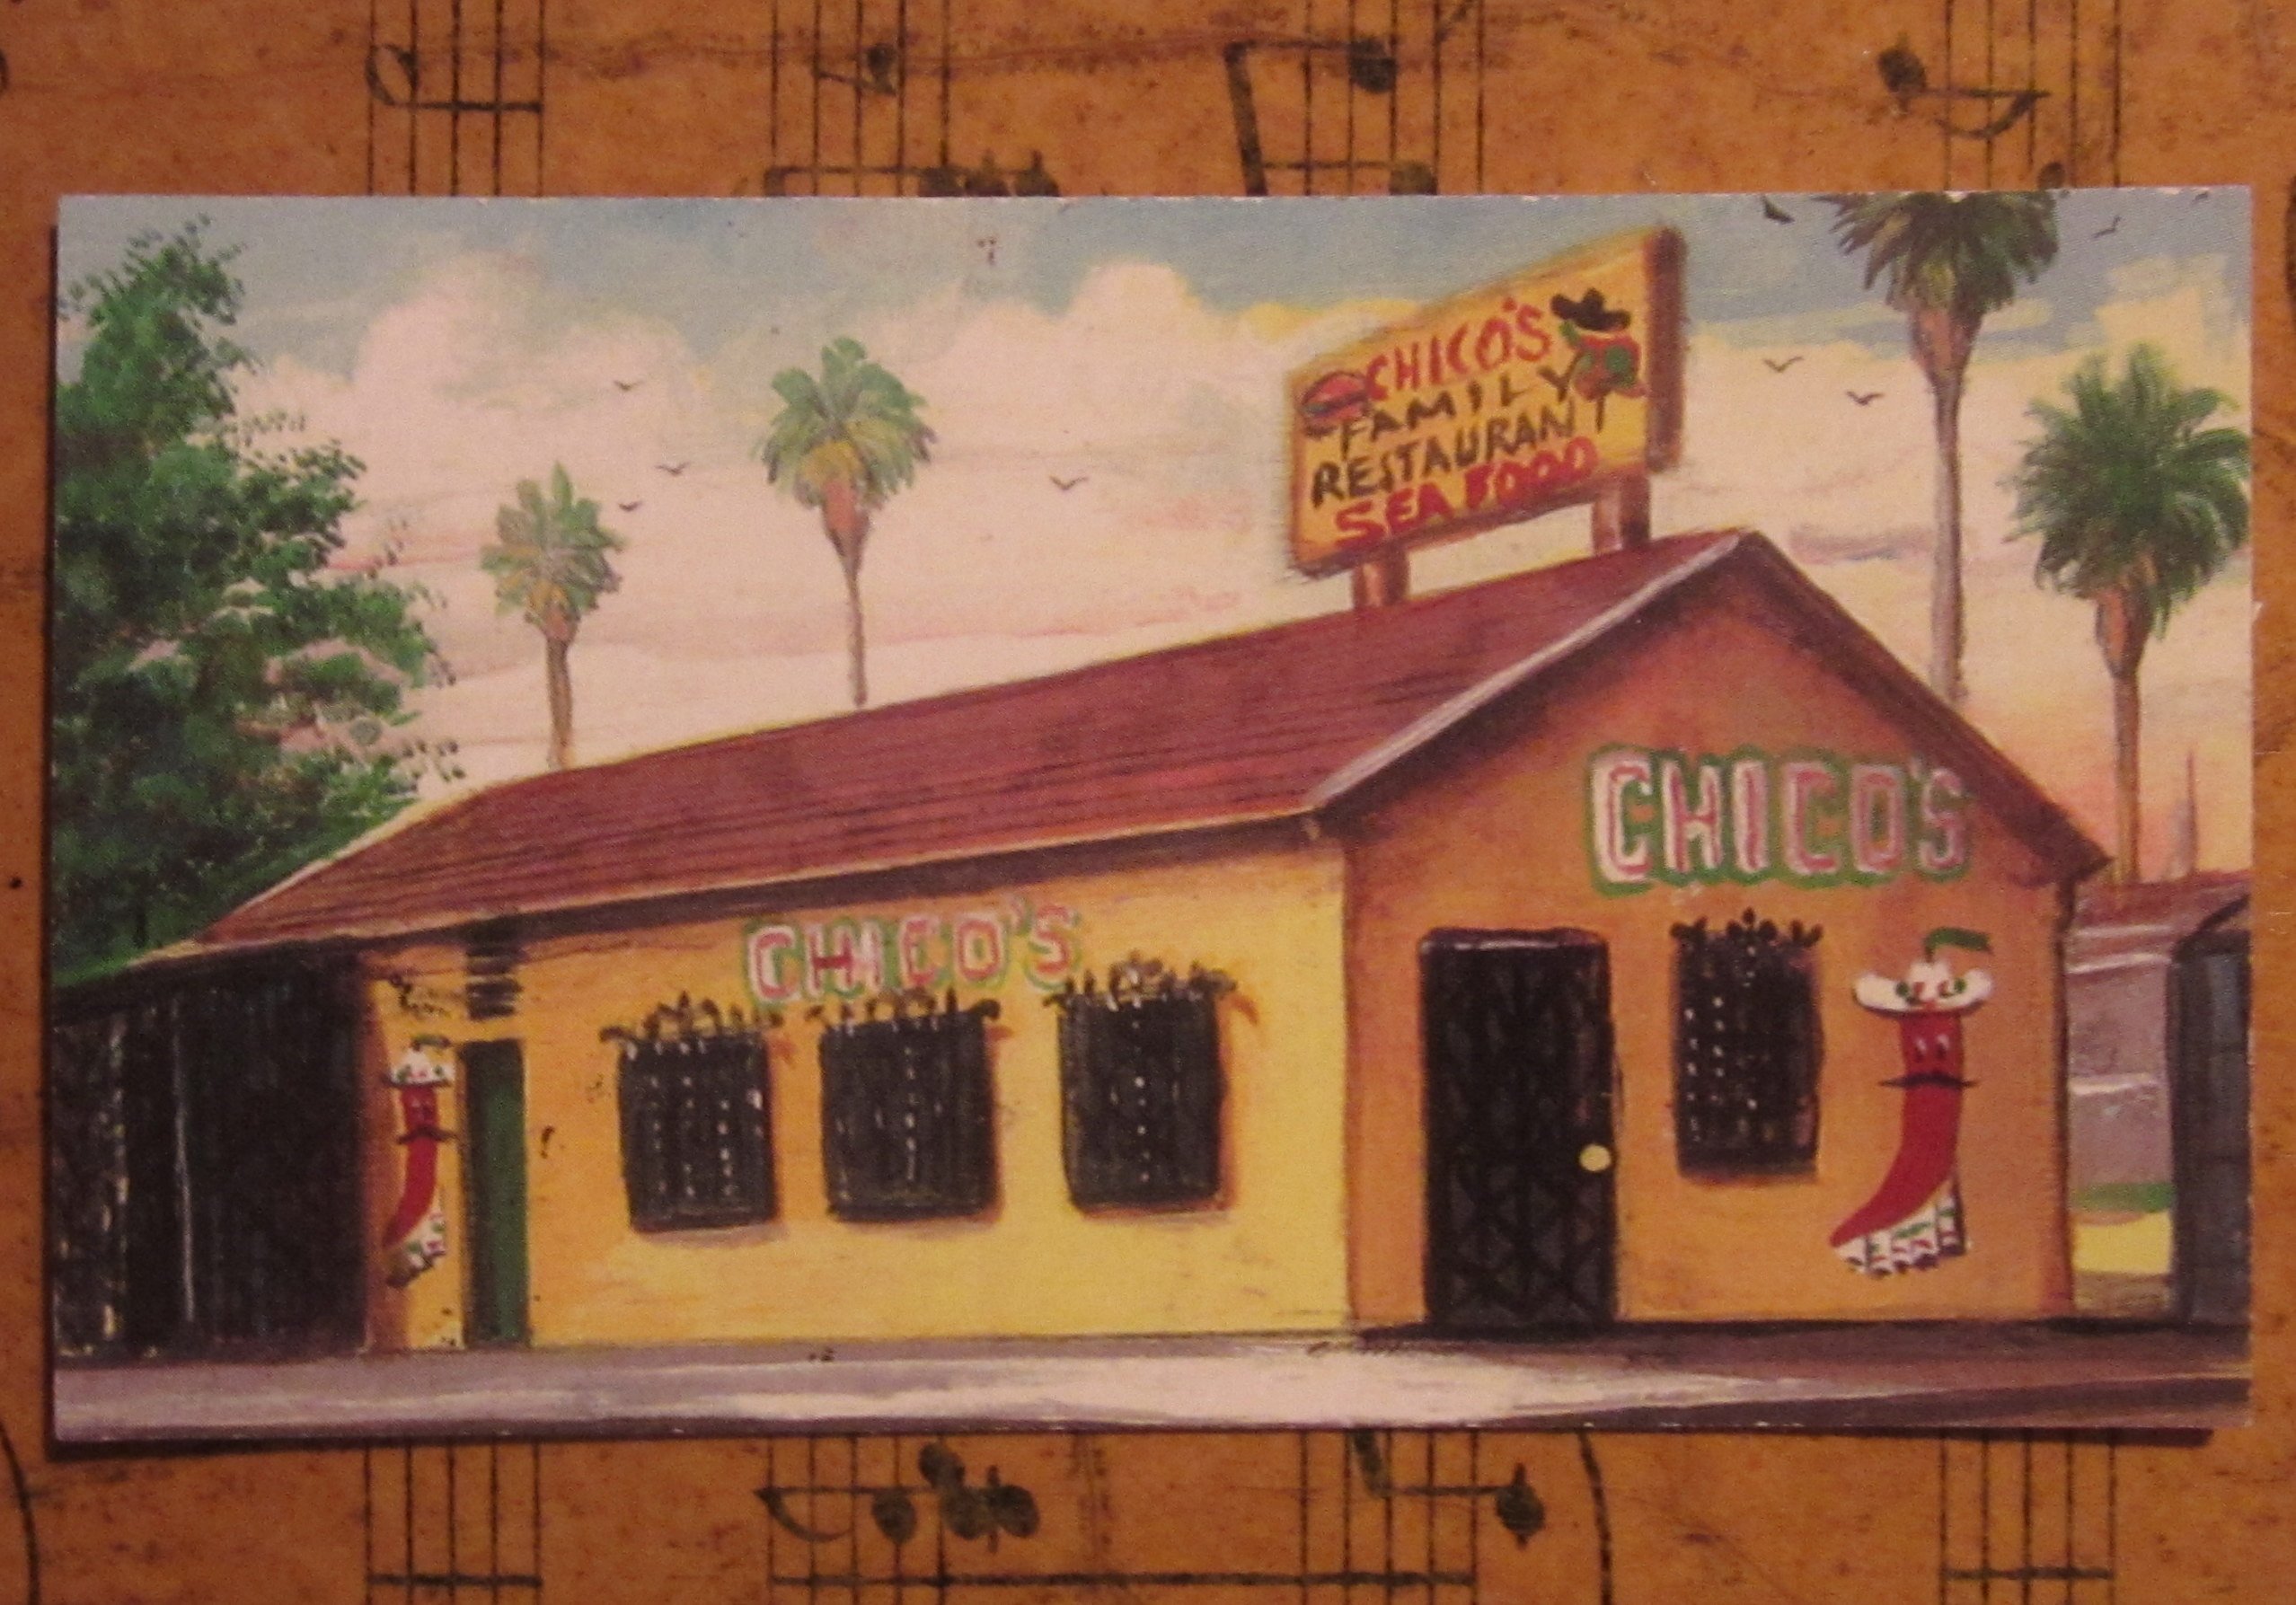 CHICO'S
FAMILY
RESTAURANT
SEA FOOD
CHICO'S
CHICO'S